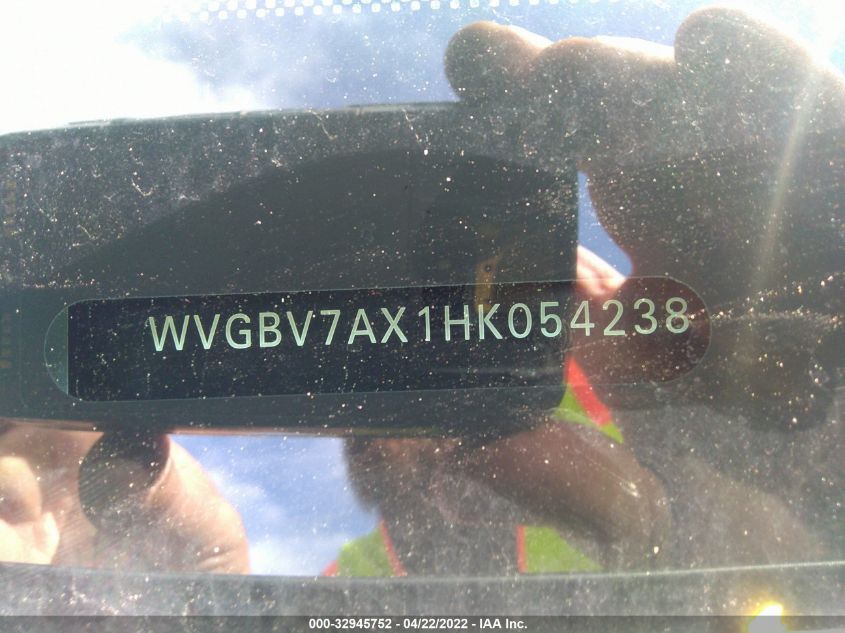 WVGBV7AX1HK054238
000-32945752 - 04/22/2022 - IAA Inc.